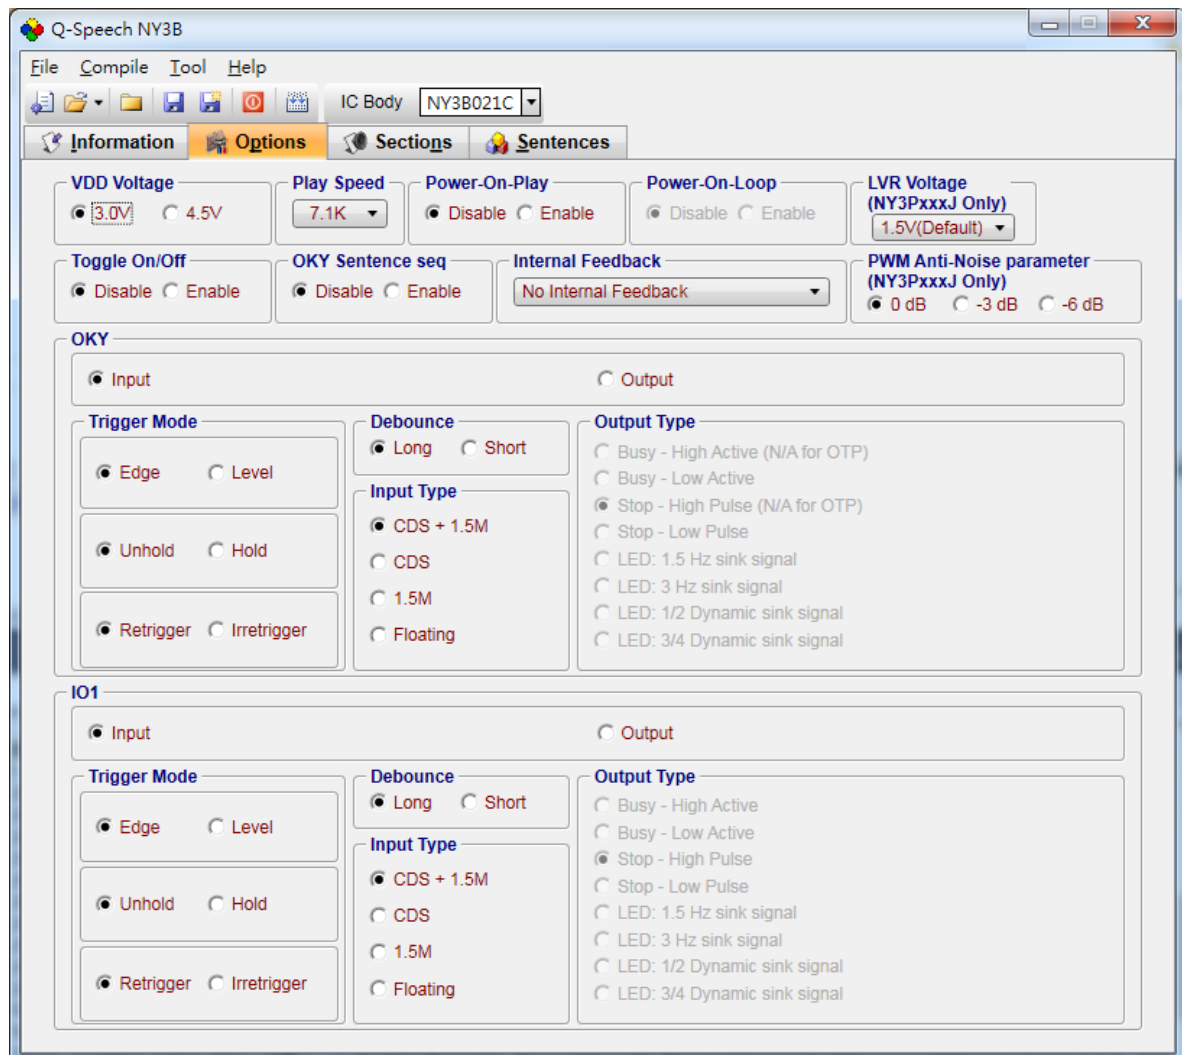 Q-Speech NY3B
File Compile Tool Help
IC Body NY3B021C
Information Options Sections Sentences
VDD Voltage Play Speed Power-On-Play Power-On-Loop LVR Voltage
(NY3PxxxJ Only)
3.0V 4.5V 7.1K Disable Enable Disable Enable 1.5V(Default)
Toggle On/Off OKY Sentence seq Internal Feedback PWM Anti-Noise parameter
(NY3PxxxJ Only)
Disable Enable Disable Enable No Internal Feedback 0 dB -3 dB -6 dB
OKY
Input Output
Trigger Mode
Edge Level
Unhold Hold
Retrigger Irretrigger
Debounce
Long Short
Input Type
CDS + 1.5M
CDS
1.5M
Floating
Output Type
Busy - High Active (N/A for OTP)
Busy - Low Active
Stop - High Pulse (N/A for OTP)
Stop - Low Pulse
LED: 1.5 Hz sink signal
LED: 3 Hz sink signal
LED: 1/2 Dynamic sink signal
LED: 3/4 Dynamic sink signal
IO1
Input Output
Trigger Mode
Edge Level
Unhold Hold
Retrigger Irretrigger
Debounce
Long Short
Input Type
CDS + 1.5M
CDS
1.5M
Floating
Output Type
Busy - High Active
Busy - Low Active
Stop - High Pulse
Stop - Low Pulse
LED: 1.5 Hz sink signal
LED: 3 Hz sink signal
LED: 1/2 Dynamic sink signal
LED: 3/4 Dynamic sink signal